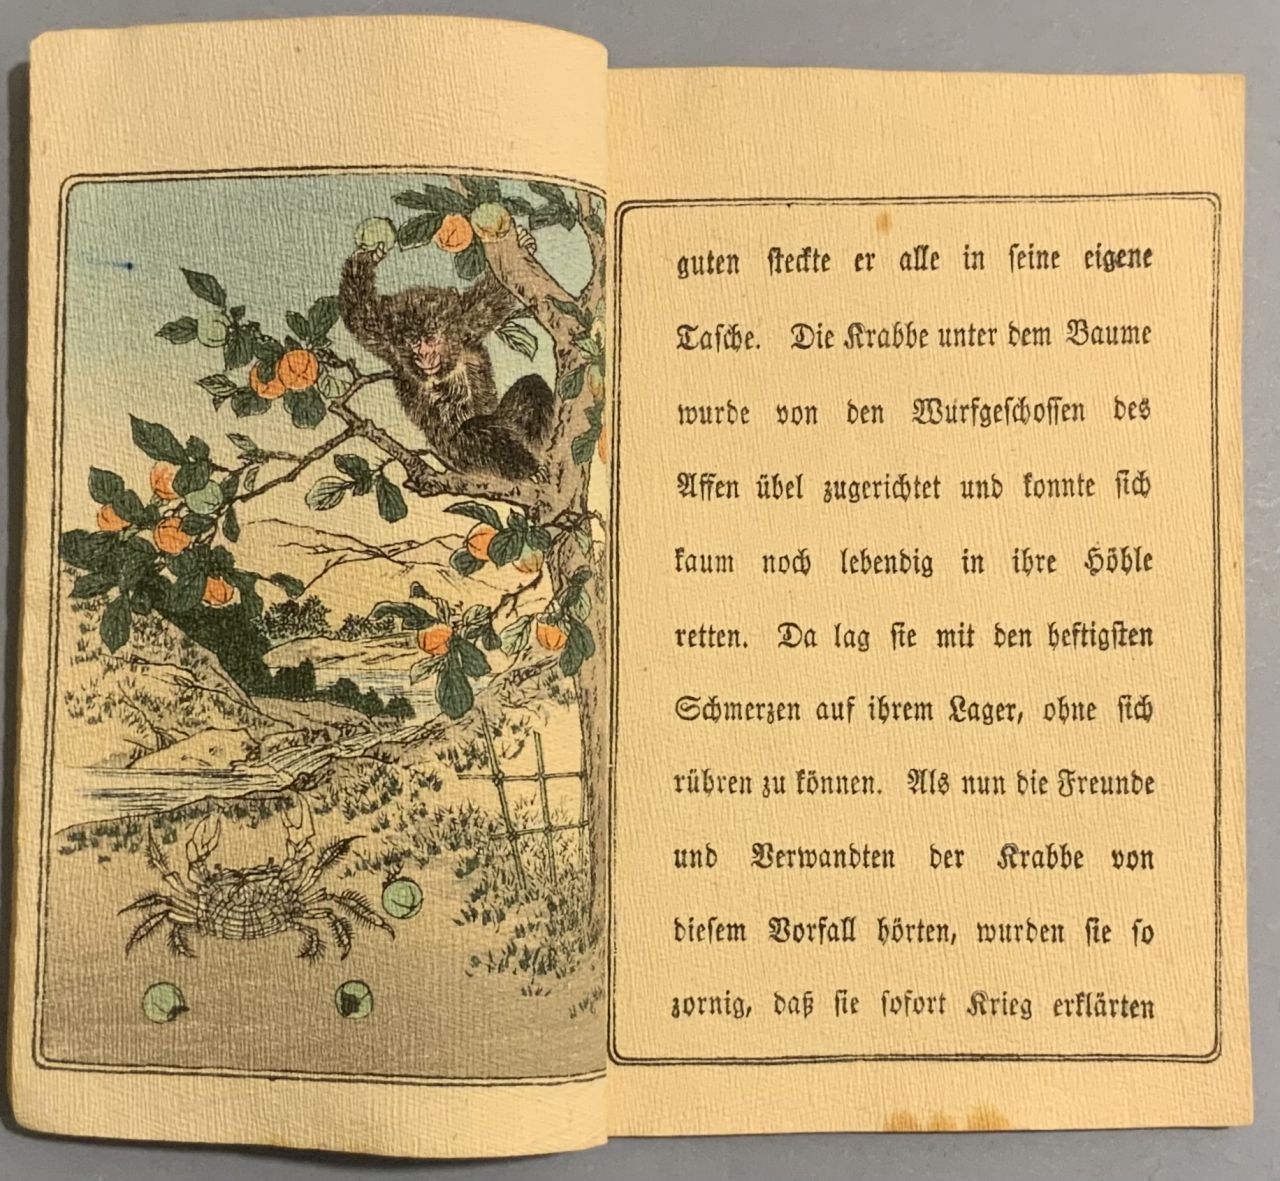 guten steckte er alle in seine eigene
Tasche. Die Krabbe unter dem Baume
wurde von den Wurfgeschossen des
Affen übel zugerichtet und konnte sich
kaum noch lebendig in ihre Höhle
retten. Da lag sie mit den heftigsten
Schmerzen auf ihrem Lager, ohne sich
rühren zu können. Als nun die Freunde
und Verwandten der Krabbe von
diesem Vorfall hörten, wurden sie so
zornig, daß sie sofort Krieg erklärten